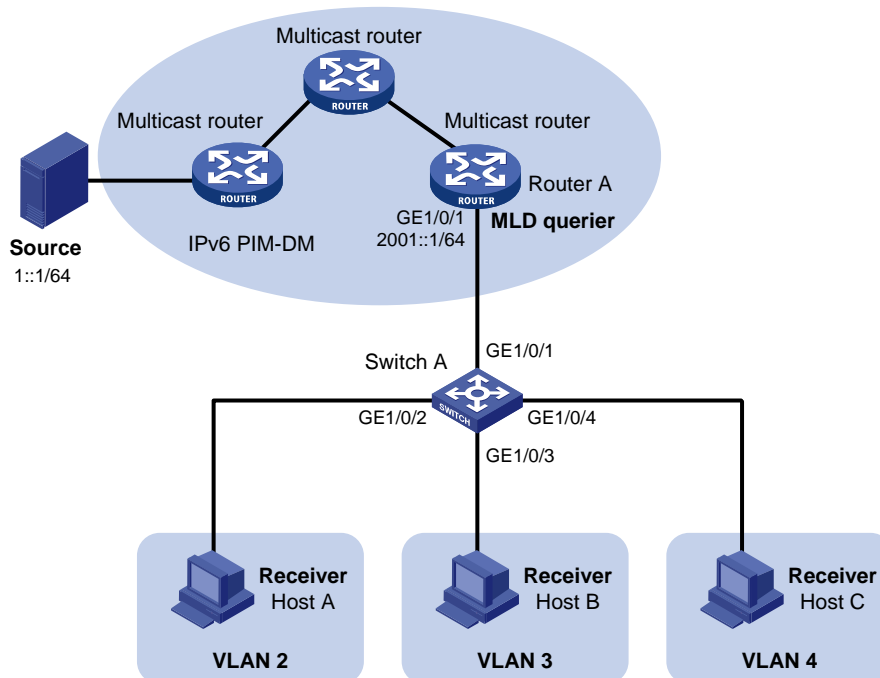 Multicast router
ROUTER
Multicast router
Multicast router
ROUTER
ROUTER
Router A
GE1/0/1
MLD querier
2001::1/64
IPv6 PIM-DM
Source
1::1/64
GE1/0/1
Switch A
SWITCH
GE1/0/2
GE1/0/4
GE1/0/3
Receiver
Host A
VLAN 2
Receiver
Host B
VLAN 3
Receiver
Host C
VLAN 4